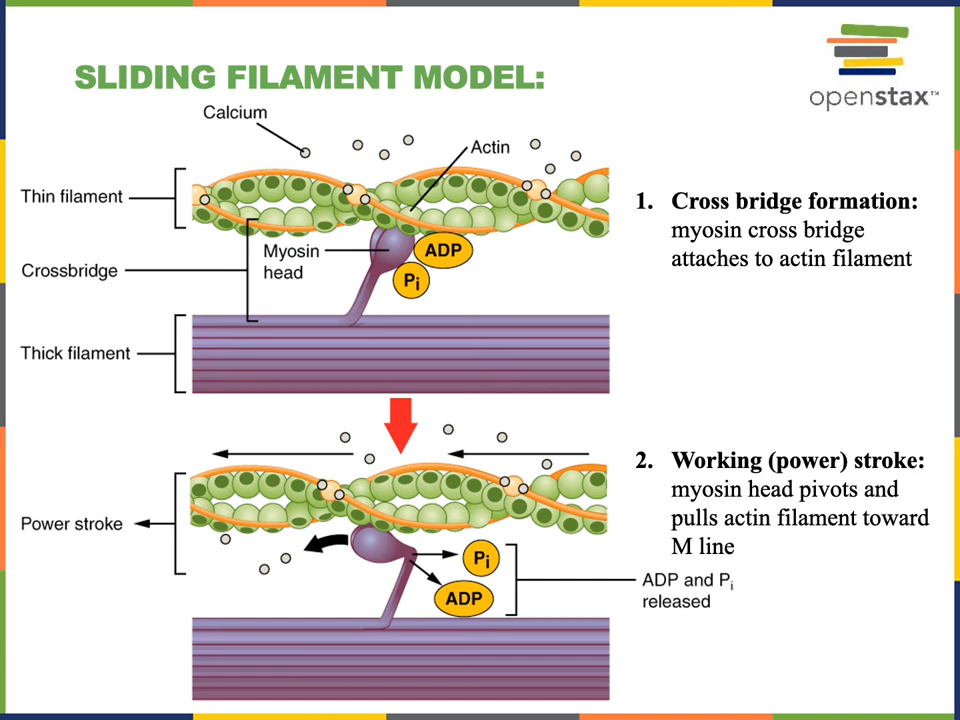 SLIDING FILAMENT MODEL:
openstax™
Calcium
Actin
Thin filament
Myosin
head
ADP
Pi
Crossbridge
Thick filament
1. Cross bridge formation:
myosin cross bridge
attaches to actin filament
Power stroke
Pi
ADP
2. Working (power) stroke:
myosin head pivots and
pulls actin filament toward
M line
ADP and Pi
released